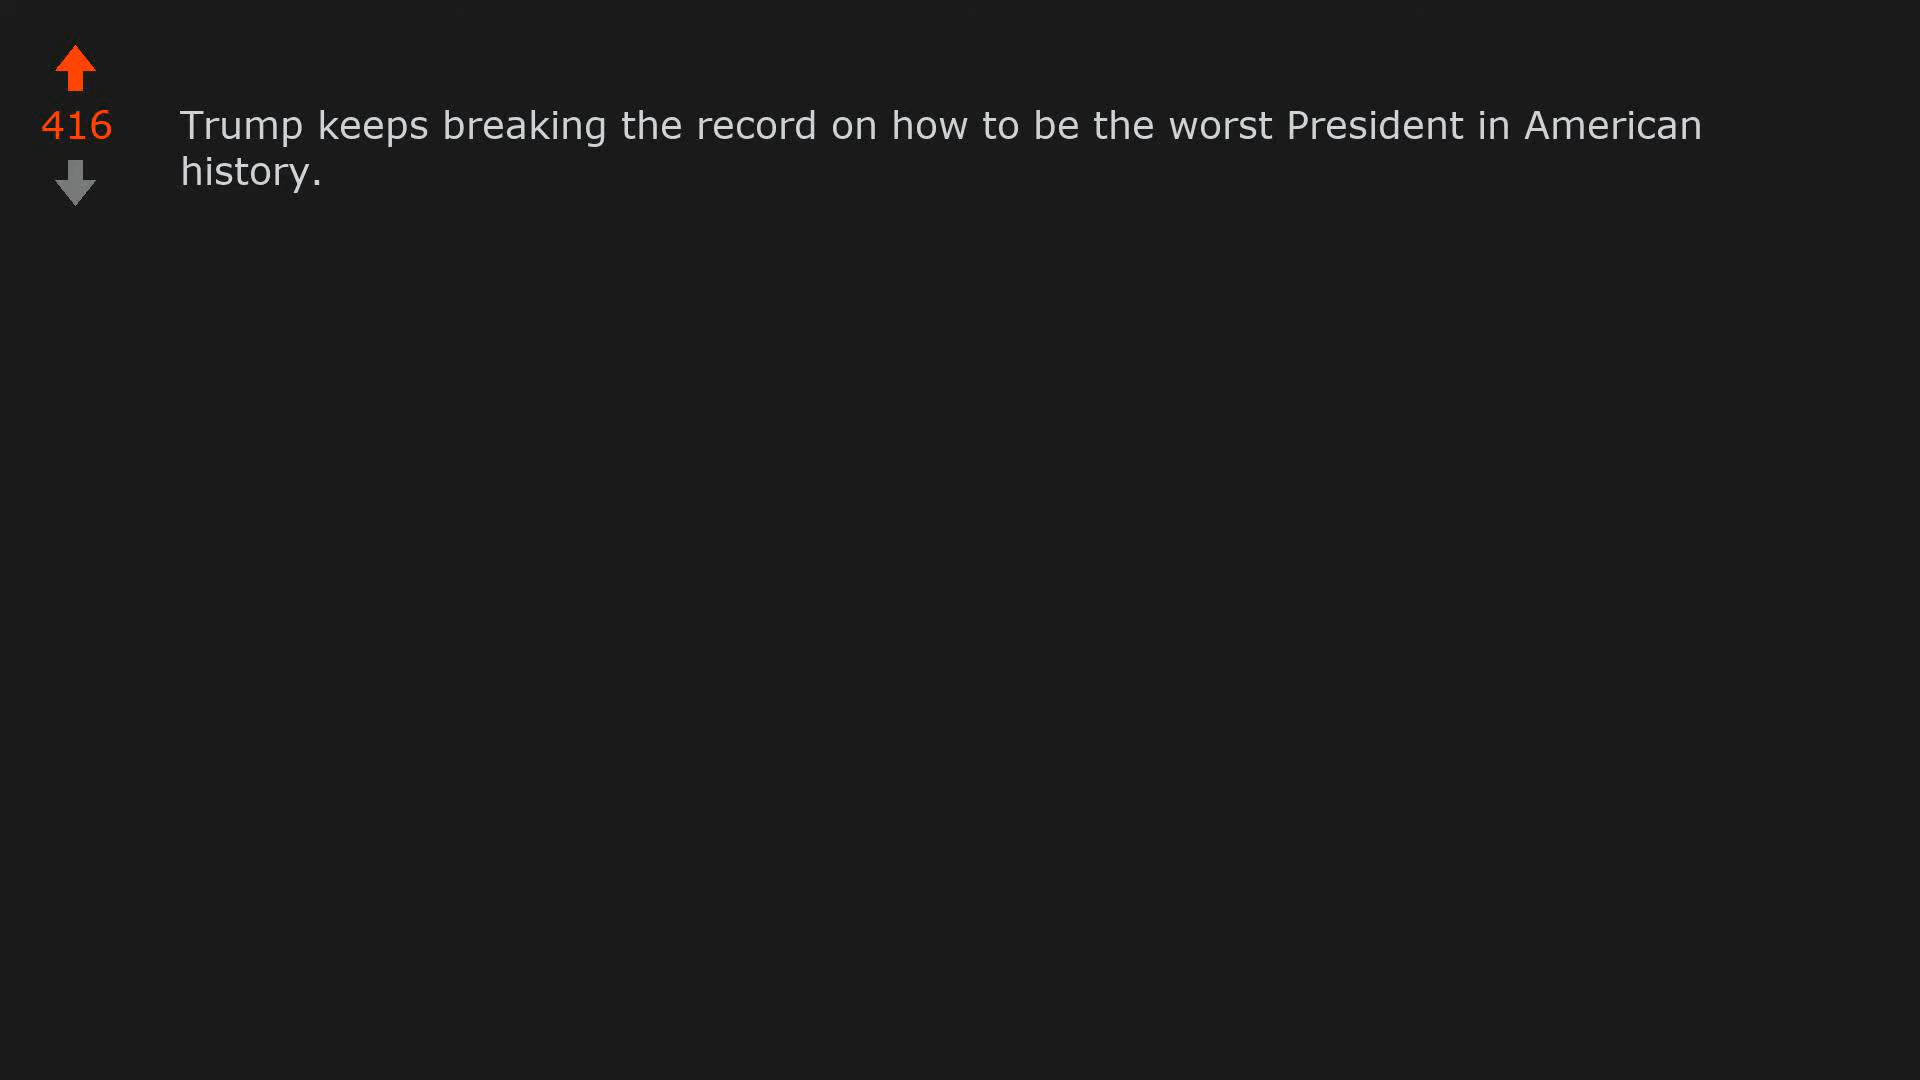 416
Trump keeps breaking the record on how to be the worst President in American
history.